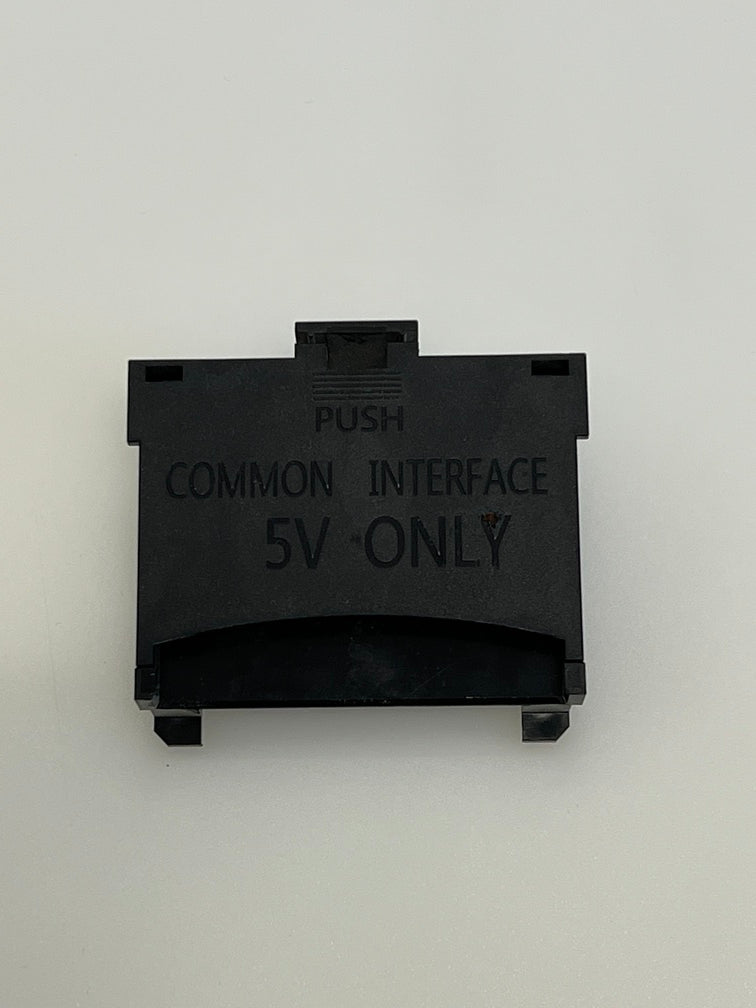 PUSH
COMMON INTERFACE
5V ONLY